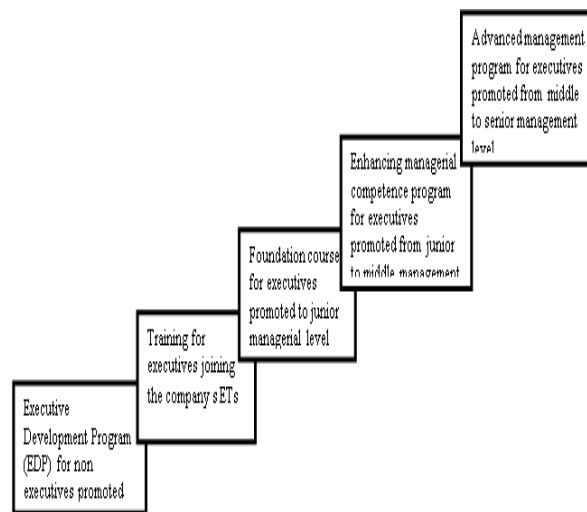 Advanced management
program for executives
promoted from middle
to senior management
level
Enhancing managerial
competence program
for executives
promoted from junior
to middle management
Foundation course
for executives
promoted to junior
managerial level
Training for
executives joining
the company sETs
Executive
Development Program
(EDP) for non
executives promoted